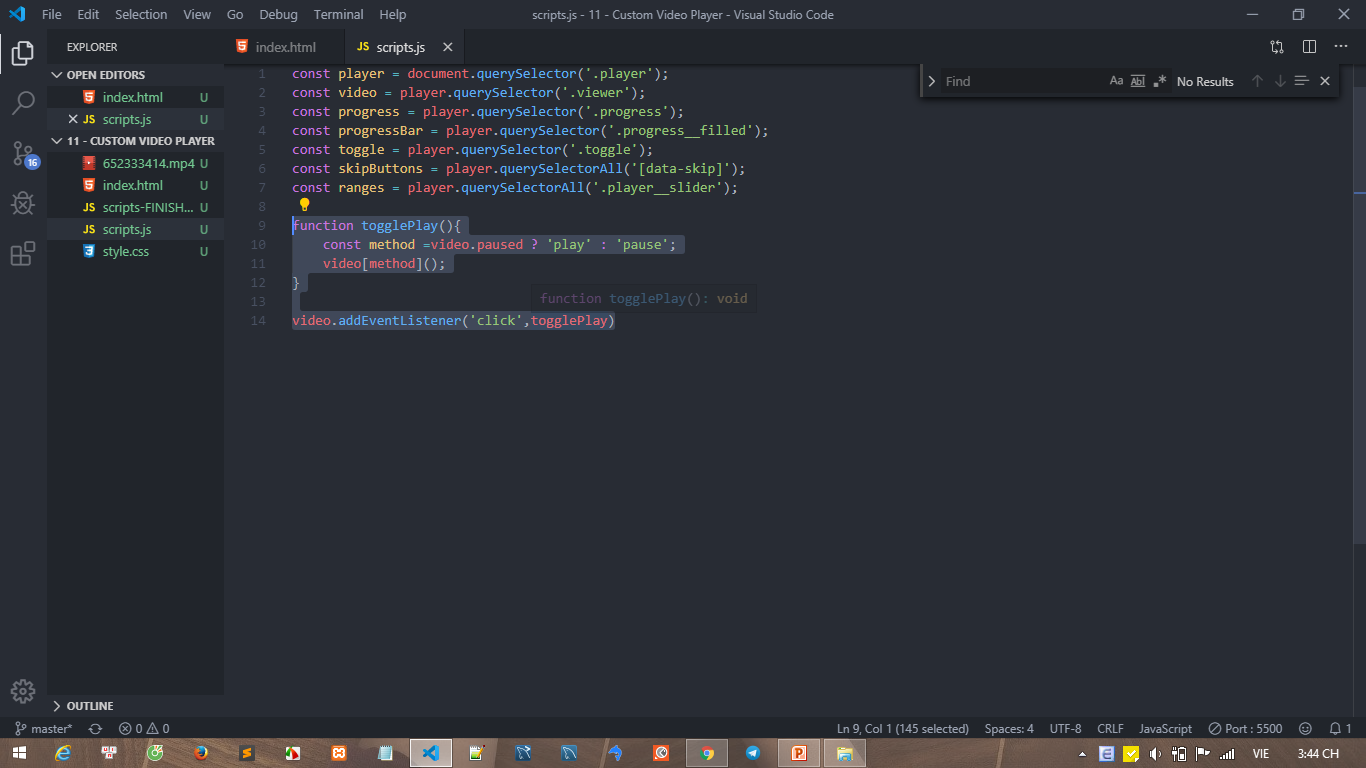 File Edit Selection View Go Debug Terminal Help
scripts.js - 11 - Custom Video Player - Visual Studio Code
EXPLORER
OPEN EDITORS
index.html U
JS scripts.js U
11 - CUSTOM VIDEO PLAYER
652333414.mp4 U
index.html U
JS scripts-FINISH... U
JS scripts.js U
style.css U
16
OUTLINE
index.html
JS scripts.js
Find
Aa Abl No Results
1 const player = document.querySelector('.player');
2 const video = player.querySelector('.viewer');
3 const progress = player.querySelector('.progress');
4 const progressBar = player.querySelector('.progress__filled');
5 const toggle = player.querySelector('.toggle');
6 const skipButtons = player.querySelectorAll('[data-skip]');
7 const ranges = player.querySelectorAll('.player__slider');
8
9 function togglePlay(){
10 const method =video.paused ? 'play' : 'pause';
11 video[method]();
12 }
function togglePlay(): void
13
14 video.addEventListener('click',togglePlay)
master* 0 0
Ln 9, Col 1 (145 selected) Spaces: 4 UTF-8 CRLF JavaScript Port : 5500 1
VIE 3:44 CH